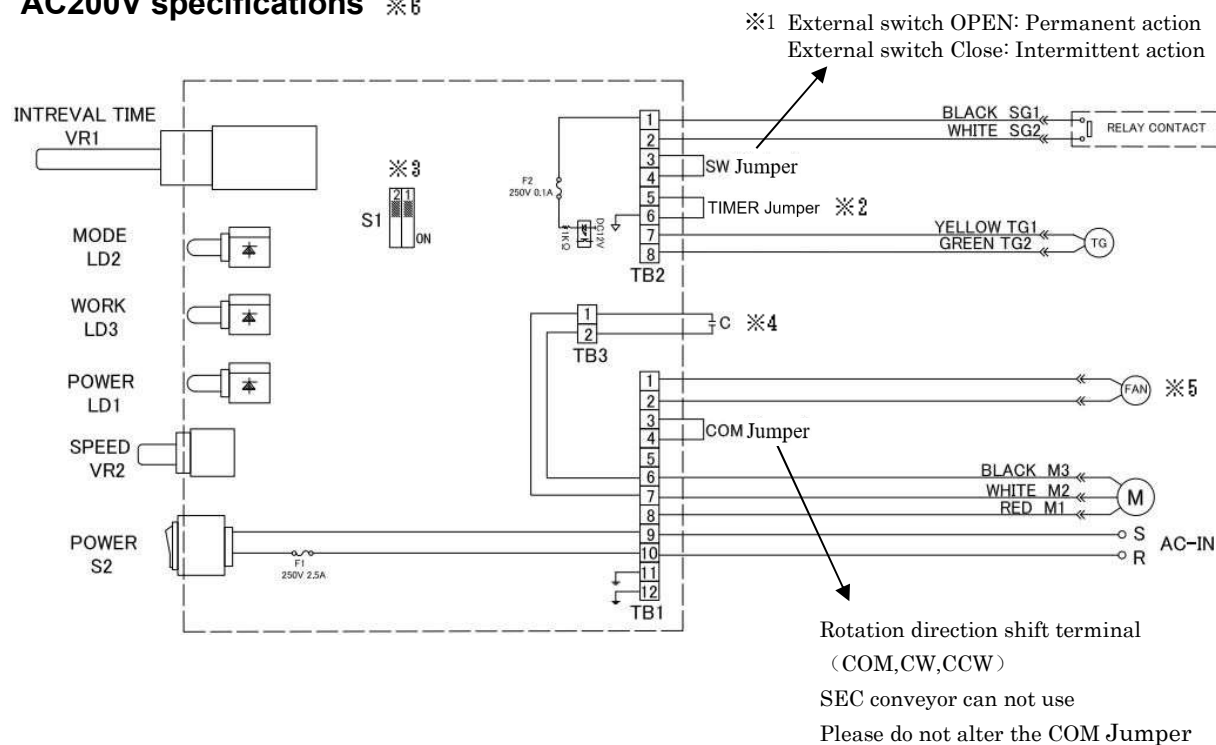 AC200V specifications ※6
※1 External switch OPEN: Permanent action
External switch Close: Intermittent action
INTREVAL TIME
VR1
※3
2 1
S1
ON
F2
250V 0.1A
1KΩ
DC12V
1
2
3
4
5
6
7
8
TB2
BLACK SG1
WHITE SG2
RELAY CONTACT
SW Jumper
TIMER Jumper ※2
YELLOW TG1
GREEN TG2
TG
MODE
LD2
WORK
LD3
1
2
TB3
C ※4
POWER
LD1
SPEED
VR2
1
2
3
4
5
6
7
8
9
10
11
12
TB1
FAN ※5
COM Jumper
BLACK M3
WHITE M2
RED M1
M
S
R
AC-IN
POWER
S2
F1
250V 2.5A
Rotation direction shift terminal
（COM,CW,CCW）
SEC conveyor can not use
Please do not alter the COM Jumper